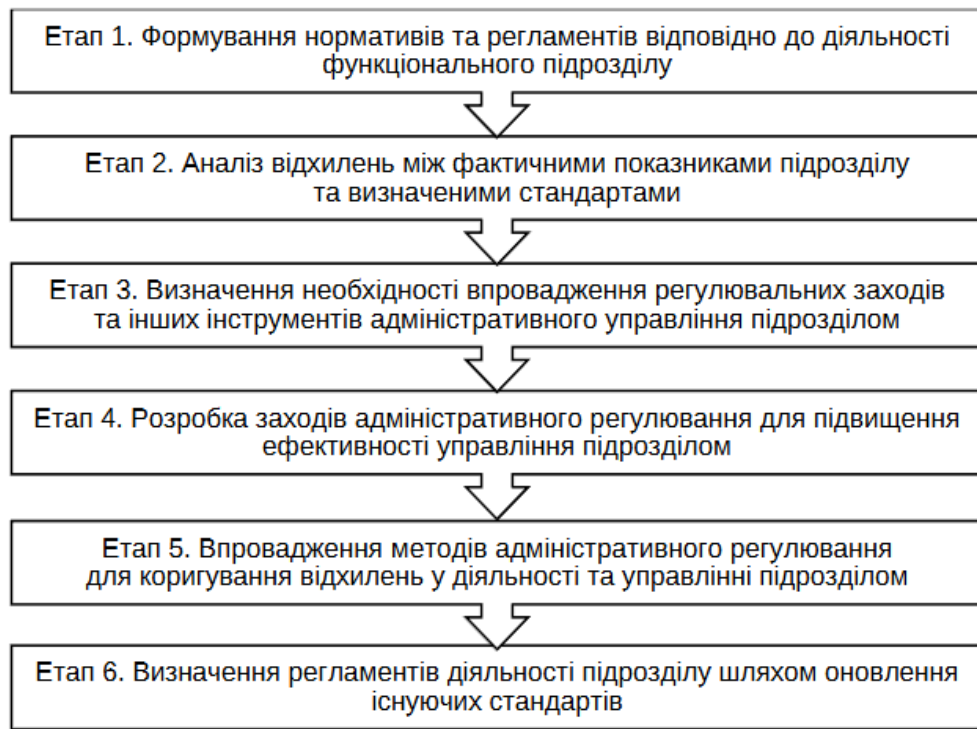 Етап 1. Формування нормативів та регламентів відповідно до діяльності
функціонального підрозділу
Етап 2. Аналіз відхилень між фактичними показниками підрозділу
та визначеними стандартами
Етап 3. Визначення необхідності впровадження регулювальних заходів
та інших інструментів адміністративного управління підрозділом
Етап 4. Розробка заходів адміністративного регулювання для підвищення
ефективності управління підрозділом
Етап 5. Впровадження методів адміністративного регулювання
для коригування відхилень у діяльності та управлінні підрозділом
Етап 6. Визначення регламентів діяльності підрозділу шляхом оновлення
існуючих стандартів